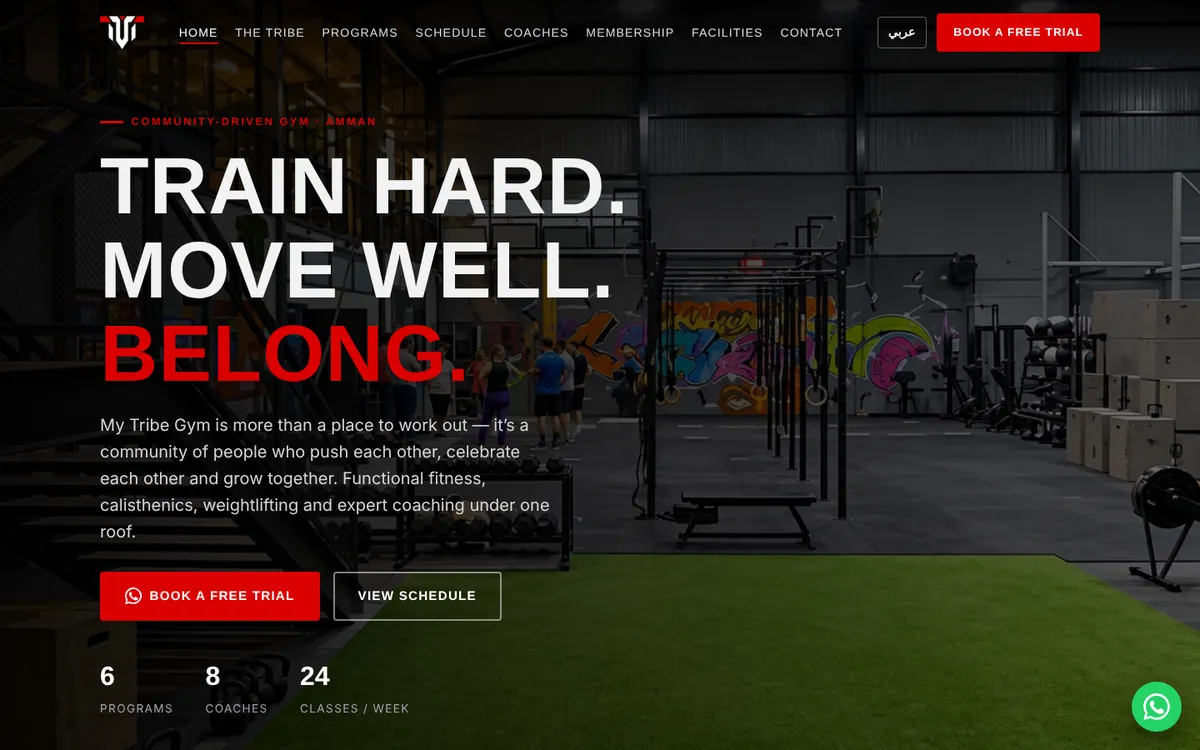 HOME THE TRIBE PROGRAMS SCHEDULE COACHES MEMBERSHIP FACILITIES CONTACT عربي BOOK A FREE TRIAL
COMMUNITY-DRIVEN GYM · AMMAN
TRAIN HARD.
MOVE WELL.
BELONG.
My Tribe Gym is more than a place to work out — it’s a
community of people who push each other, celebrate
each other and grow together. Functional fitness,
calisthenics, weightlifting and expert coaching under one
roof.
BOOK A FREE TRIAL VIEW SCHEDULE
6 8 24
PROGRAMS COACHES CLASSES / WEEK